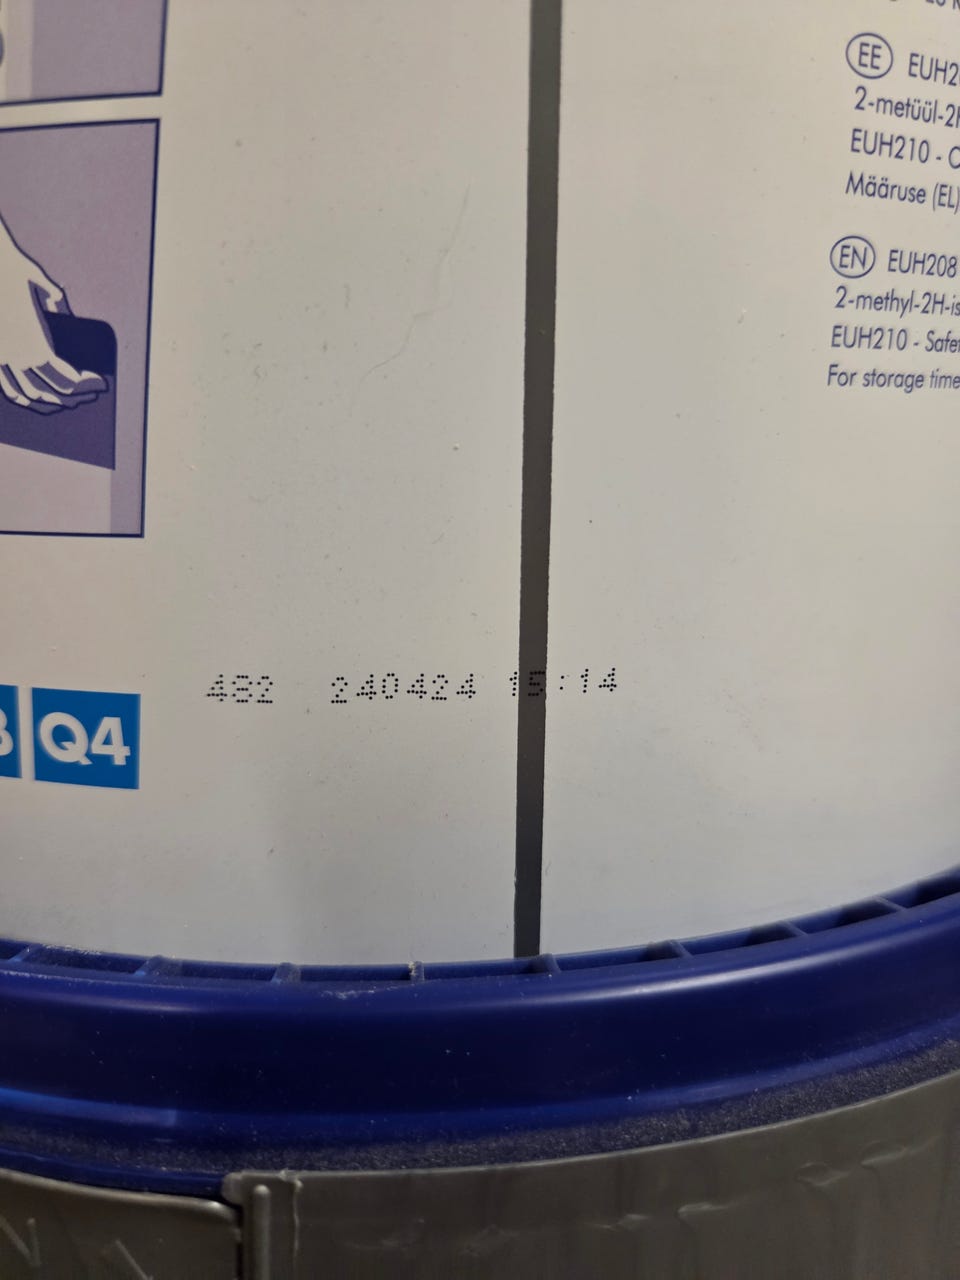 EE EUH2
2-metüül-2H
EUH210 - O
Määruse (EL)
EN EUH208
2-methyl-2H-is
EUH210 - Safet
For storage time
482 240424 15:14
Q4